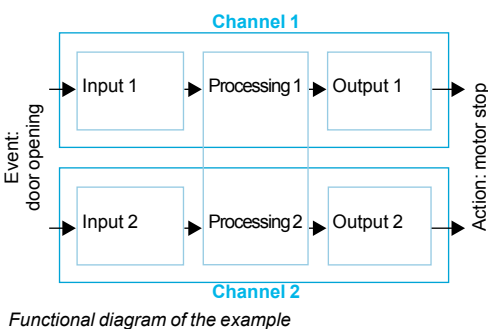 Channel 1
Event:
door opening
Input 1
Processing 1
Output 1
Action: motor stop
Input 2
Processing 2
Output 2
Channel 2
Functional diagram of the example